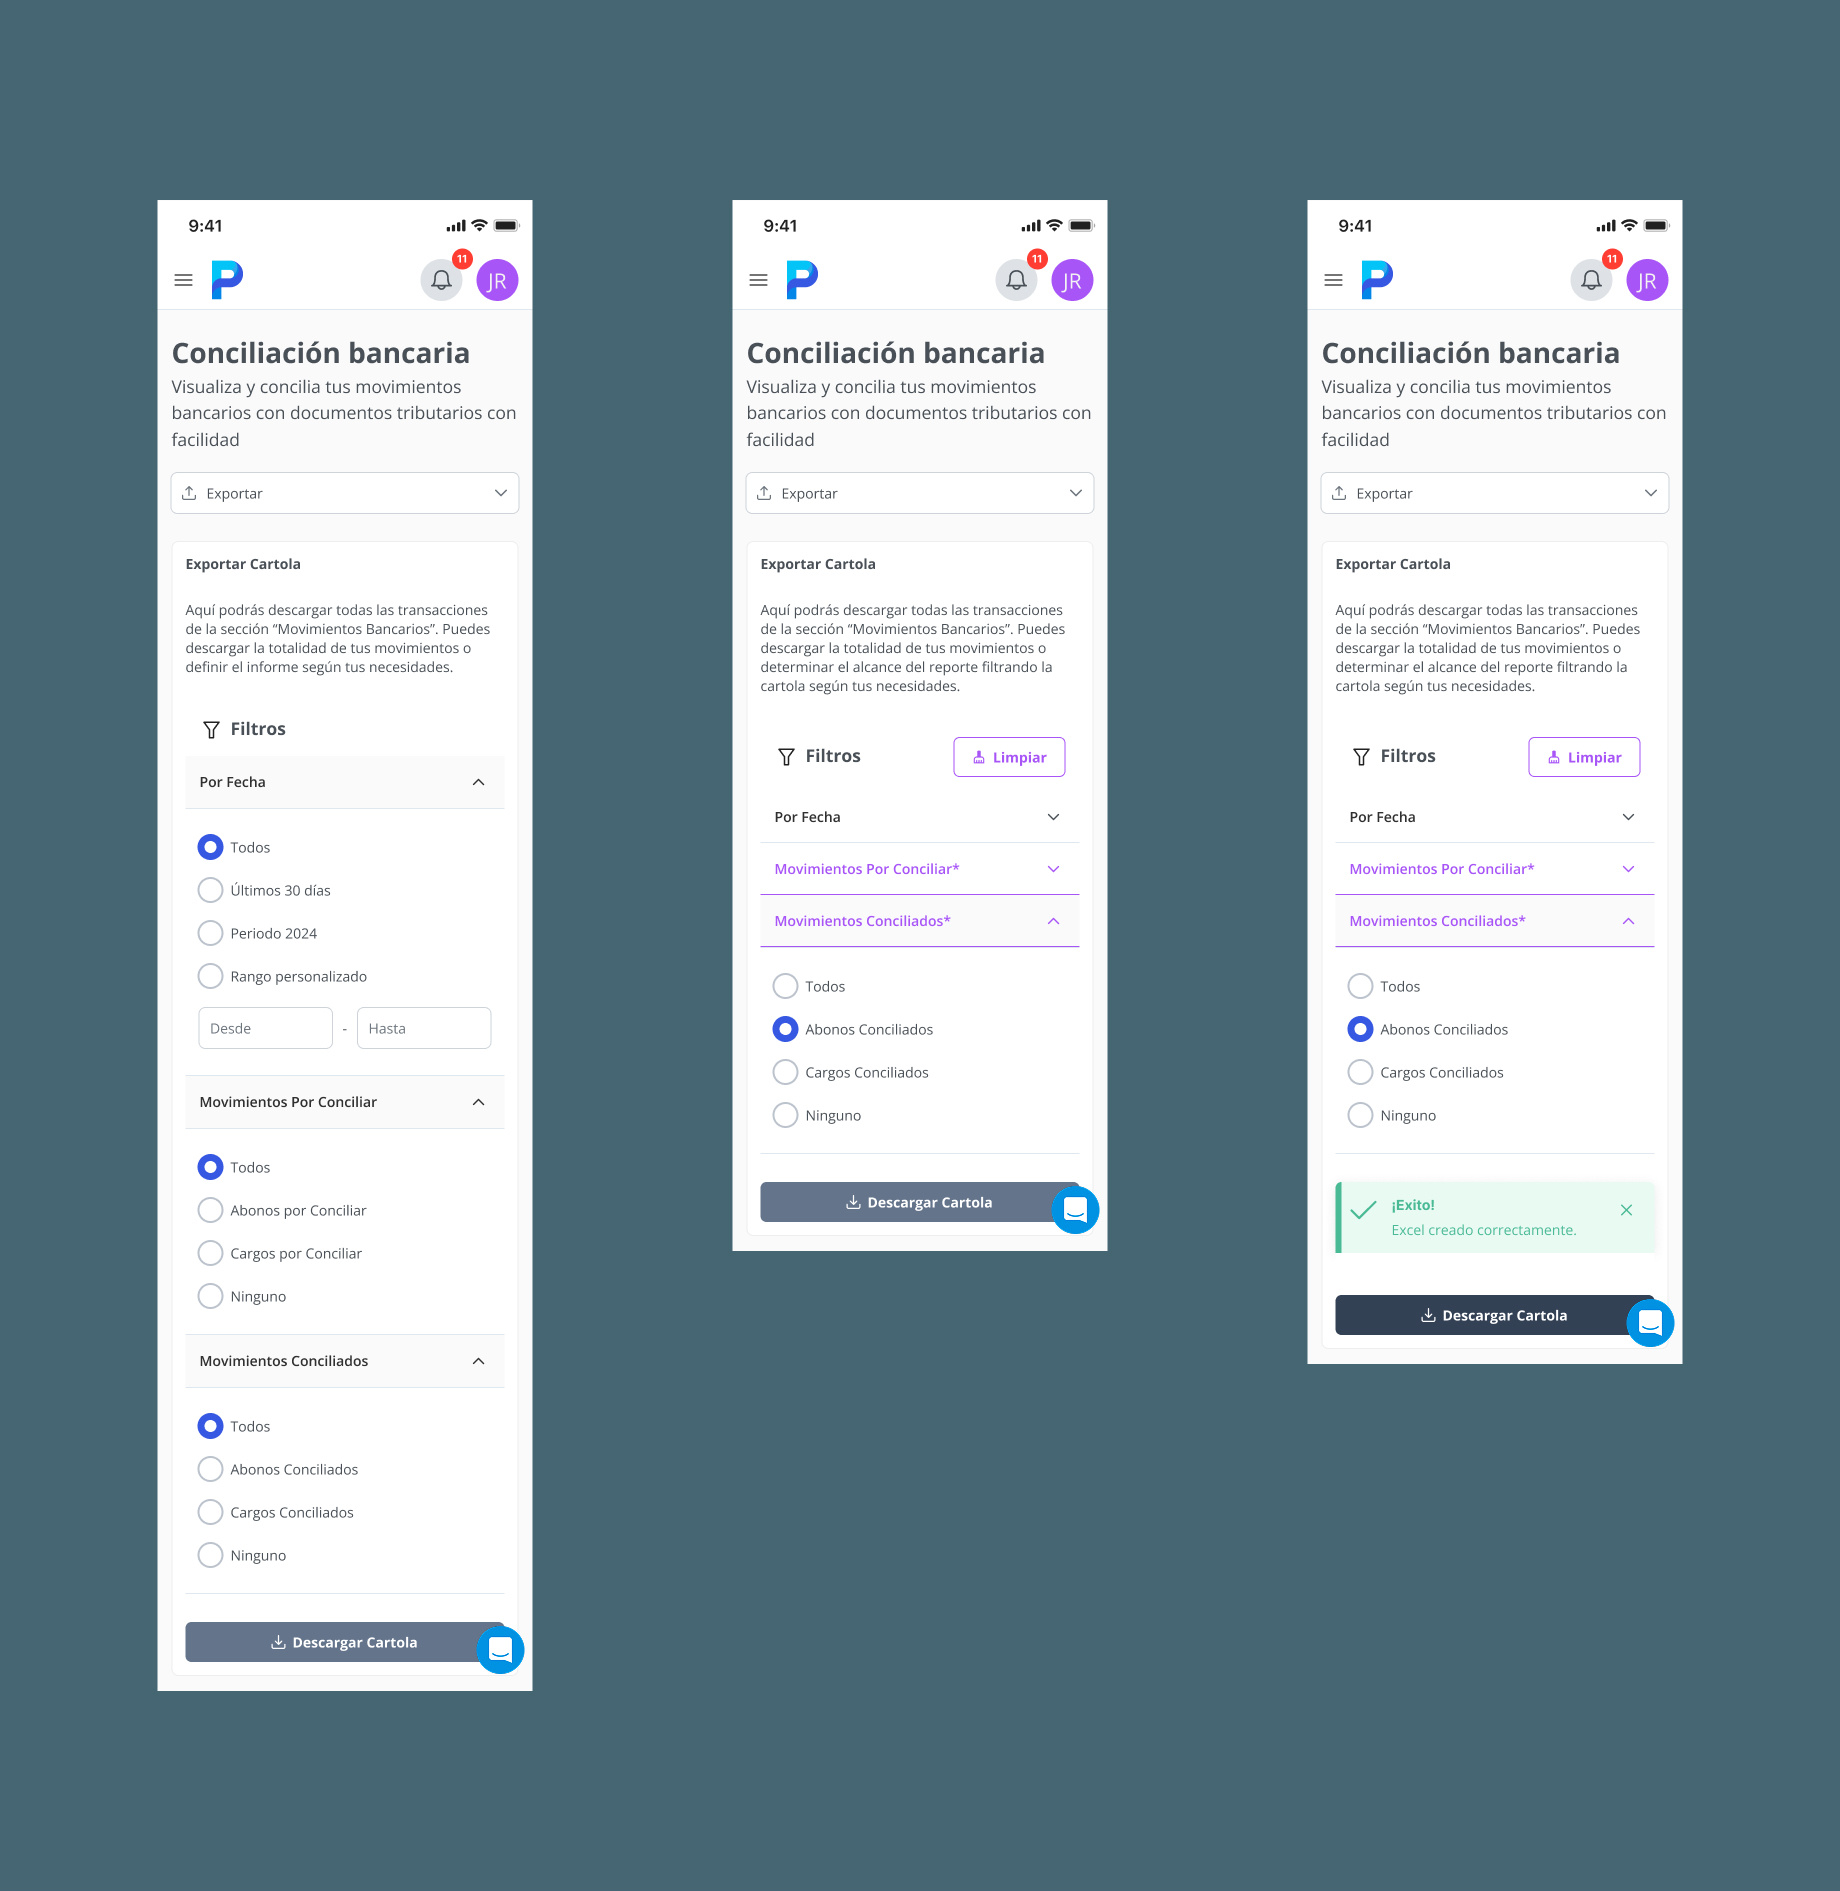 9:41
11
JR
Conciliación bancaria
Visualiza y concilia tus movimientos
bancarios con documentos tributarios con
facilidad
Exportar
Exportar Cartola
Aquí podrás descargar todas las transacciones
de la sección “Movimientos Bancarios”. Puedes
descargar la totalidad de tus movimientos o
definir el informe según tus necesidades.
Filtros
Por Fecha
Todos
Últimos 30 días
Periodo 2024
Rango personalizado
Desde - Hasta
Movimientos Por Conciliar
Todos
Abonos por Conciliar
Cargos por Conciliar
Ninguno
Movimientos Conciliados
Todos
Abonos Conciliados
Cargos Conciliados
Ninguno
Descargar Cartola
9:41
11
JR
Conciliación bancaria
Visualiza y concilia tus movimientos
bancarios con documentos tributarios con
facilidad
Exportar
Exportar Cartola
Aquí podrás descargar todas las transacciones
de la sección “Movimientos Bancarios”. Puedes
descargar la totalidad de tus movimientos o
determinar el alcance del reporte filtrando la
cartola según tus necesidades.
Filtros
Limpiar
Por Fecha
Movimientos Por Conciliar*
Movimientos Conciliados*
Todos
Abonos Conciliados
Cargos Conciliados
Ninguno
Descargar Cartola
9:41
11
JR
Conciliación bancaria
Visualiza y concilia tus movimientos
bancarios con documentos tributarios con
facilidad
Exportar
Exportar Cartola
Aquí podrás descargar todas las transacciones
de la sección “Movimientos Bancarios”. Puedes
descargar la totalidad de tus movimientos o
determinar el alcance del reporte filtrando la
cartola según tus necesidades.
Filtros
Limpiar
Por Fecha
Movimientos Por Conciliar*
Movimientos Conciliados*
Todos
Abonos Conciliados
Cargos Conciliados
Ninguno
¡Exito!
Excel creado correctamente.
Descargar Cartola